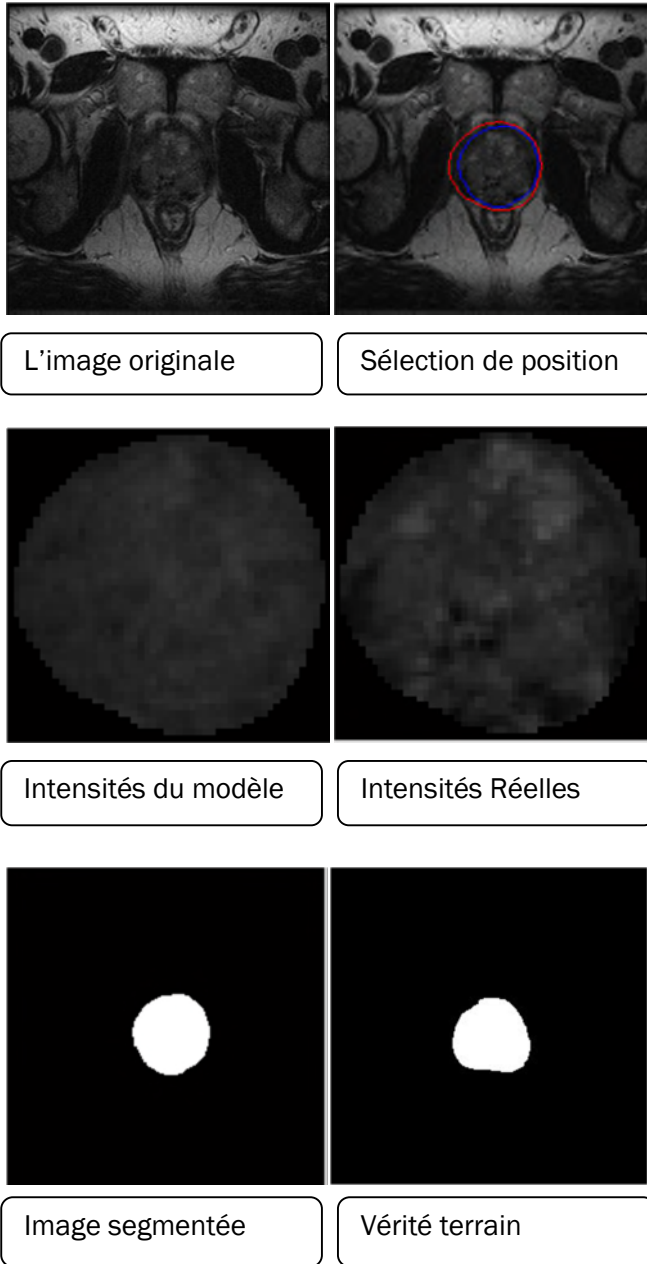 L'image originale
Sélection de position
Intensités du modèle
Intensités Réelles
Image segmentée
Vérité terrain